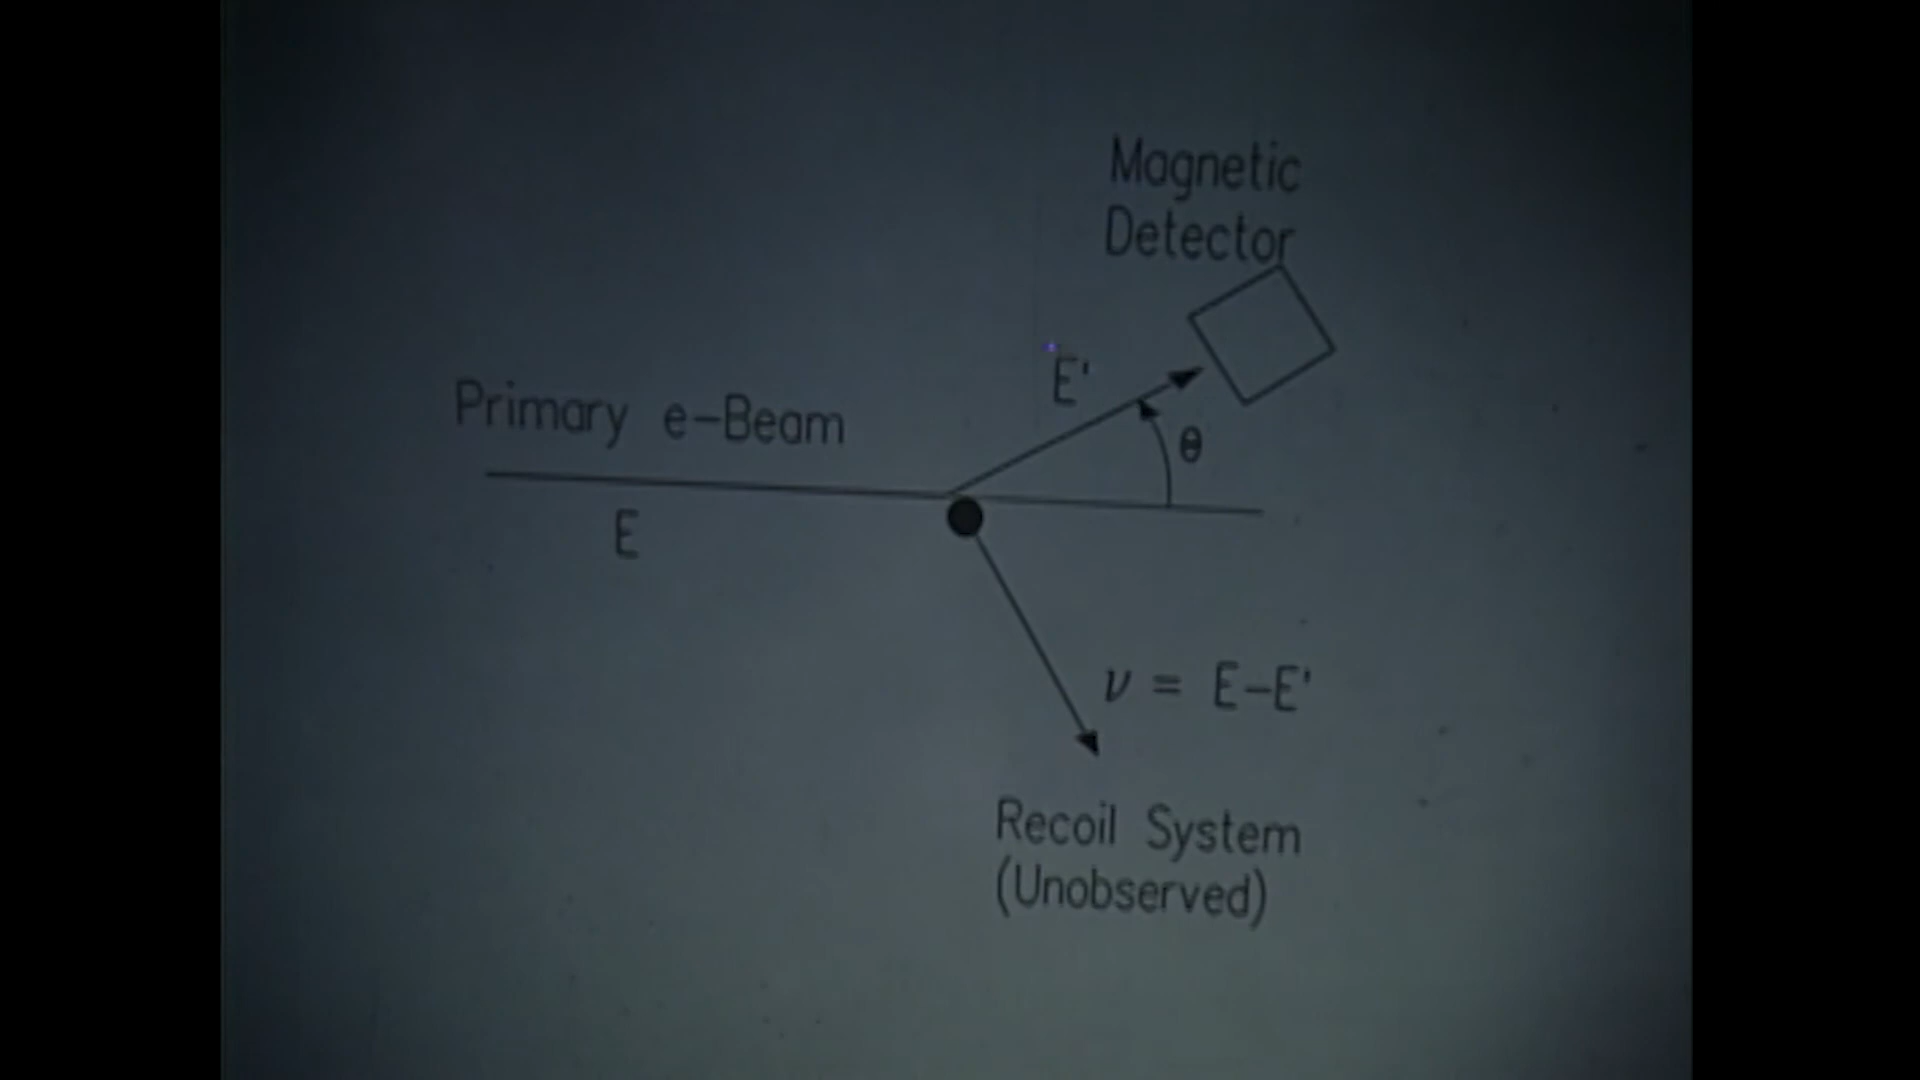 Magnetic
Detector
E'
Primary e-Beam
θ
E
ν = E-E'
Recoil System
(Unobserved)